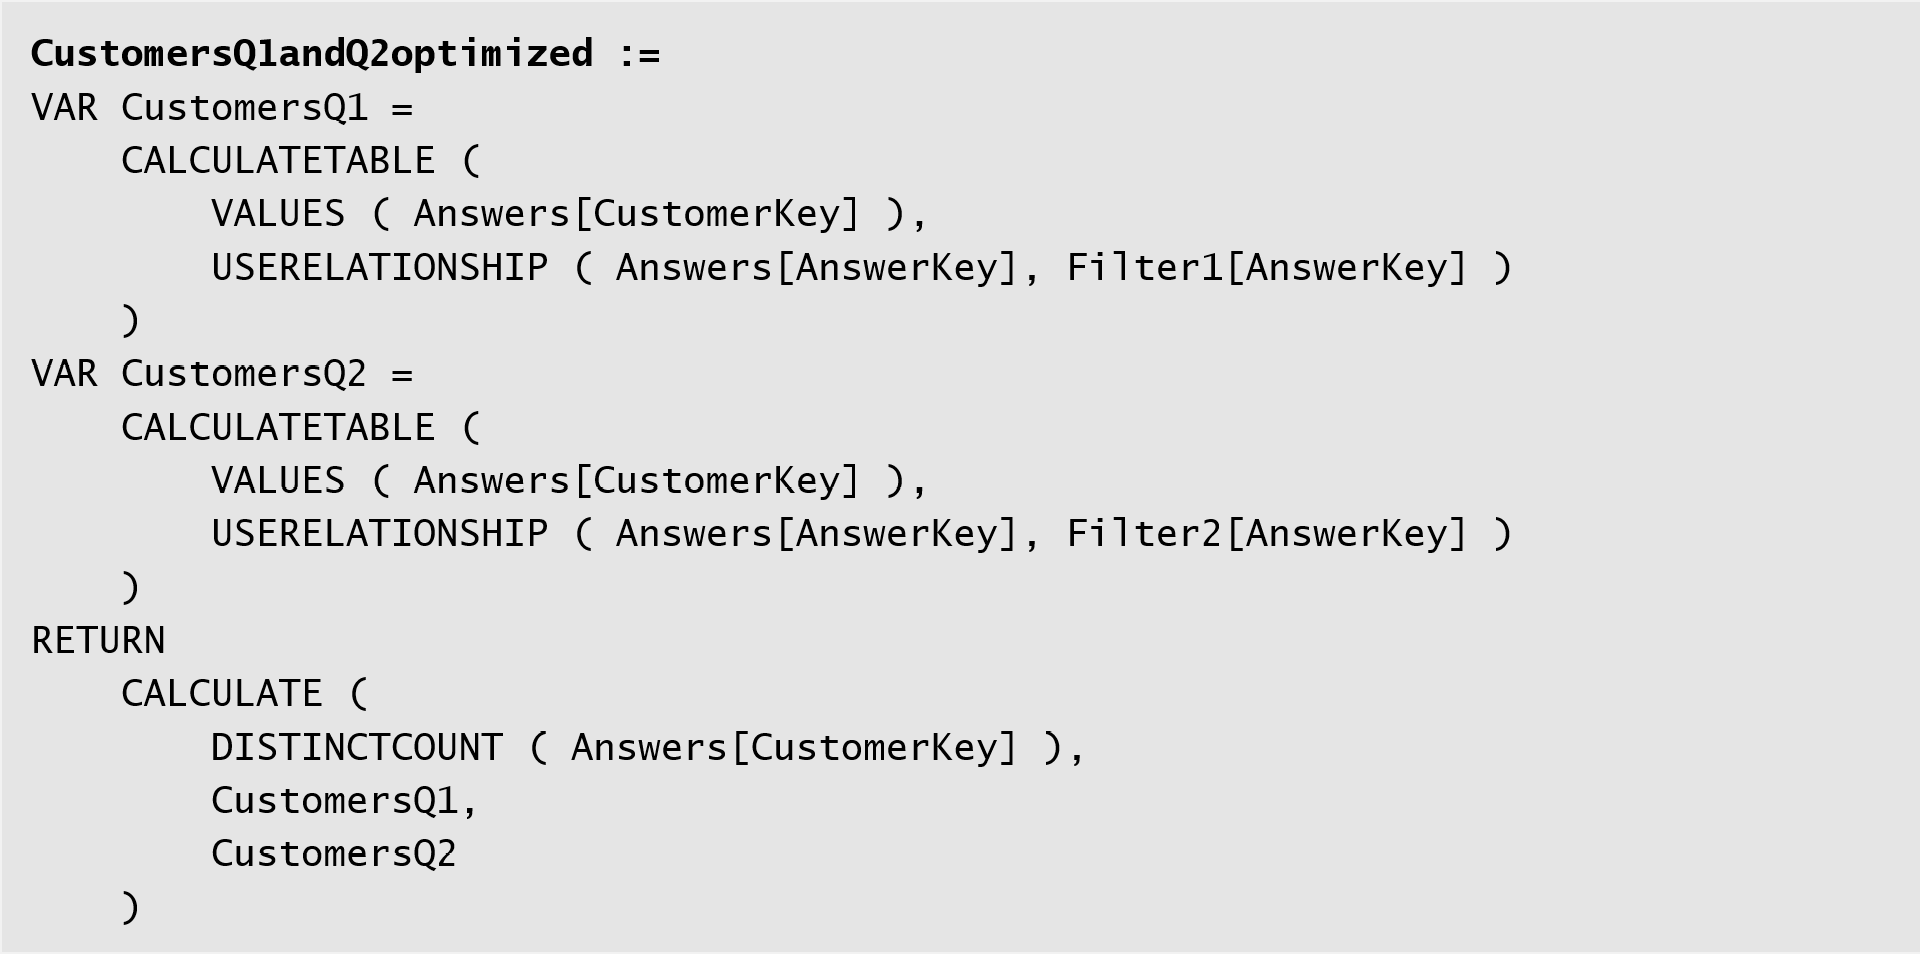 CustomersQ1andQ2optimized :=
VAR CustomersQ1 =
    CALCULATETABLE (
        VALUES ( Answers[CustomerKey] ),
        USERELATIONSHIP ( Answers[AnswerKey], Filter1[AnswerKey] )
    )
VAR CustomersQ2 =
    CALCULATETABLE (
        VALUES ( Answers[CustomerKey] ),
        USERELATIONSHIP ( Answers[AnswerKey], Filter2[AnswerKey] )
    )
RETURN
    CALCULATE (
        DISTINCTCOUNT ( Answers[CustomerKey] ),
        CustomersQ1,
        CustomersQ2
    )